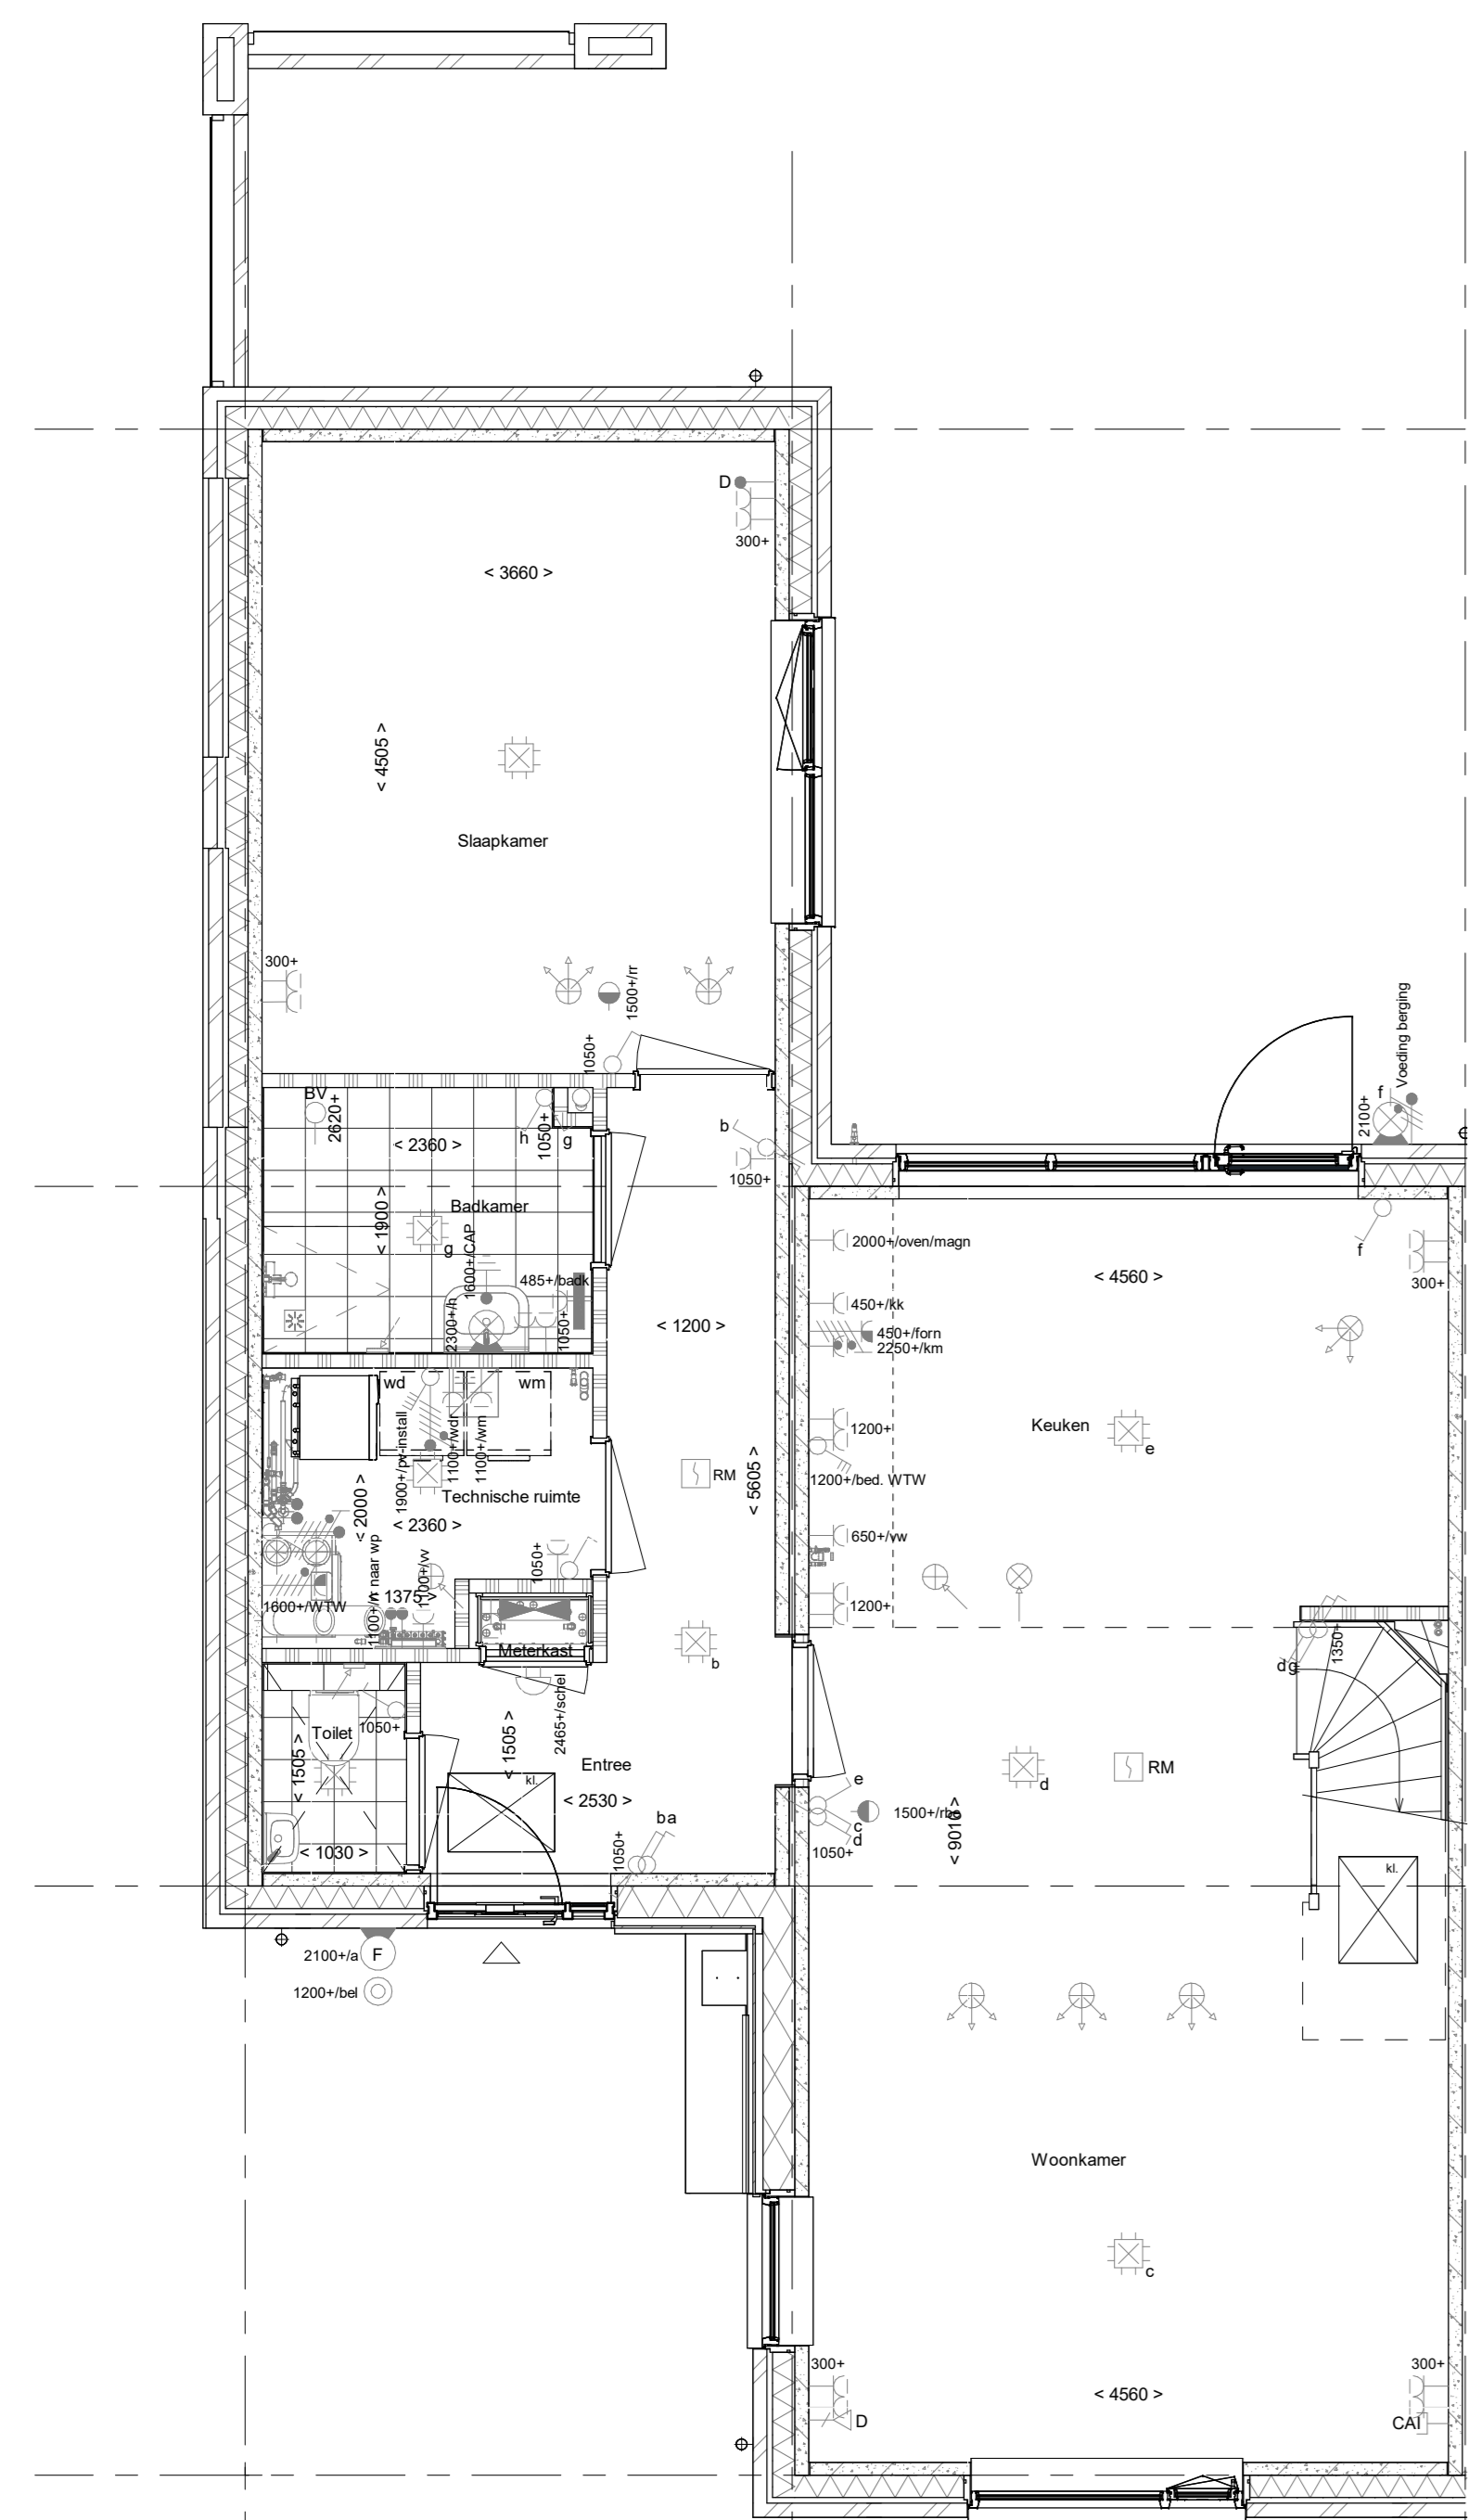 D
300+
< 3660 >
< 4505 >
Slaapkamer
300+
1500+/rr
1050+
Voeding berging
f
2100+
BV
2620+
h
1050+
g
< 2360 >
b
1050+
Badkamer
< 1900 >
g
1600+/CAP
485+/badk
2300+/h
1050+
< 1200 >
2000+/oven/magn
450+/kk
450+/forn
2250+/km
< 4560 >
f
300+
wd
wm
1900+/pv-install
1100+/wdr
1100+/wm
Technische ruimte
< 2000 >
< 2360 >
RM
< 5605 >
1200+
1200+/bed. WTW
Keuken
e
650+/vw
1200+
1050+
1600+/WTW
1375
1100+/vv
Meterkast
b
dg
1350+
Toilet
1050+
< 1505 >
< 1030 >
2465+/schel
< 1505 >
Entree
kl.
< 2530 >
ba
1050+
e
c
d
1050+
d
RM
< 9010 >
kl.
2100+/a
F
1200+/bel
Woonkamer
c
300+
D
< 4560 >
300+
CAI